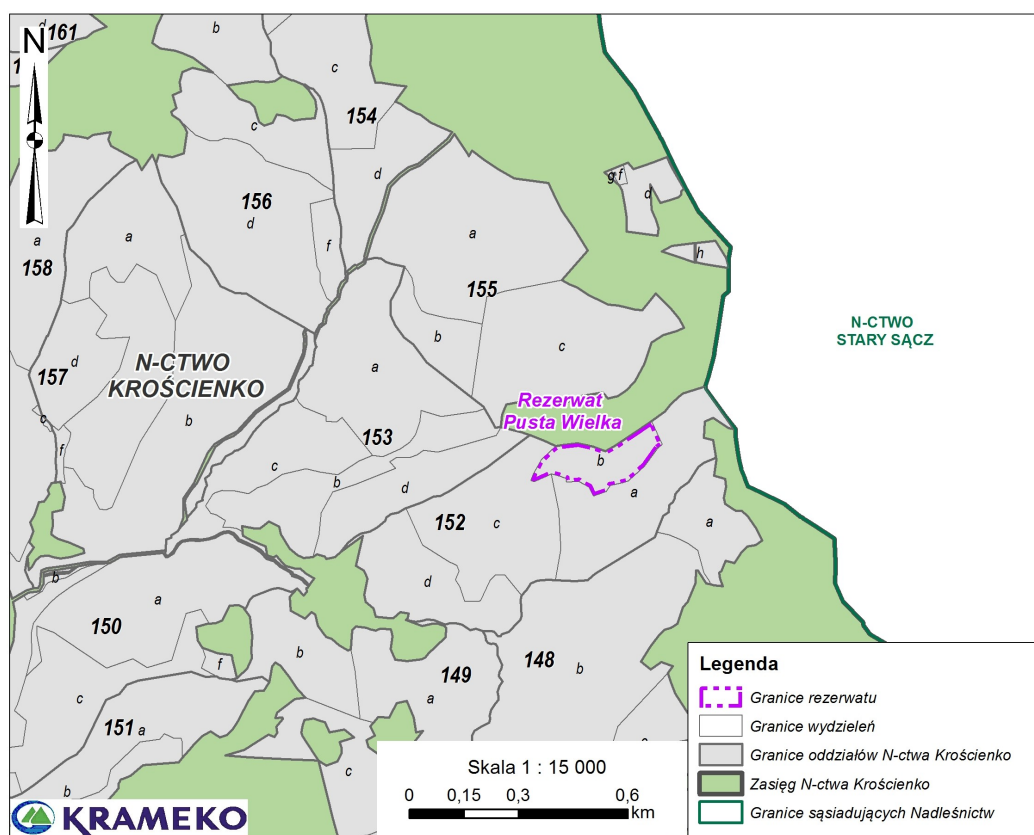 d
161
b
N
1
c
154
c
g f
d
156
d
d
a
a
a
f
h
158
155
N-CTWO
STARY SĄCZ
b
c
157
d
N-CTWO
KROŚCIENKO
a
Rezerwat
Pusta Wielka
c
b
153
f
b
c
b
d
a
152
c
a
b
d
a
150
b
f
149
148
b
a
c
151
a
c
b
Legenda
Granice rezerwatu
Granice wydzieleń
Granice oddziałów N-ctwa Krościenko
Zasięg N-ctwa Krościenko
Granice sąsiadujących Nadleśnictw
Skala 1 : 15 000
0 0,15 0,3 0,6
km
KRAMEKO